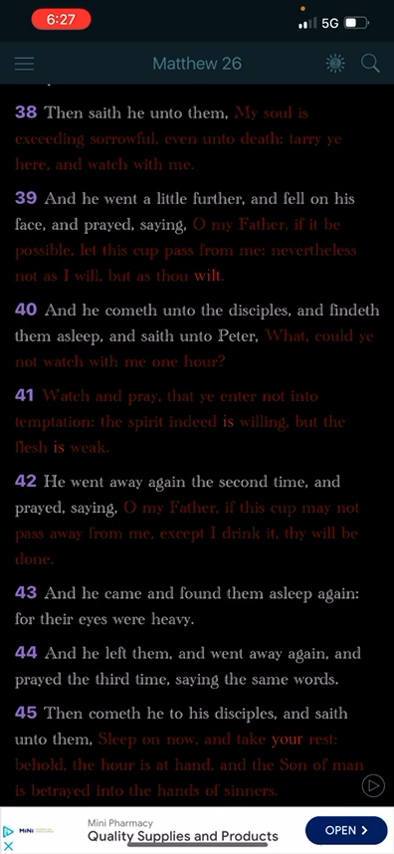 6:27
5G
Matthew 26
38 Then saith he unto them, My soul is
exceeding sorrowful, even unto death: tarry ye
here, and watch with me.
39 And he went a little further, and fell on his
face, and prayed, saying, O my Father, if it be
possible, let this cup pass from me: nevertheless
not as I will, but as thou wilt.
40 And he cometh unto the disciples, and findeth
them asleep, and saith unto Peter, What, could ye
not watch with me one hour?
41 Watch and pray, that ye enter not into
temptation: the spirit indeed is willing, but the
flesh is weak.
42 He went away again the second time, and
prayed, saying, O my Father, if this cup may not
pass away from me, except I drink it, thy will be
done.
43 And he came and found them asleep again:
for their eyes were heavy.
44 And he left them, and went away again, and
prayed the third time, saying the same words.
45 Then cometh he to his disciples, and saith
unto them, Sleep on now, and take your rest:
behold, the hour is at hand, and the Son of man
is betrayed into the hands of sinners.
Mini Pharmacy
MiNi
Quality Supplies and Products
OPEN